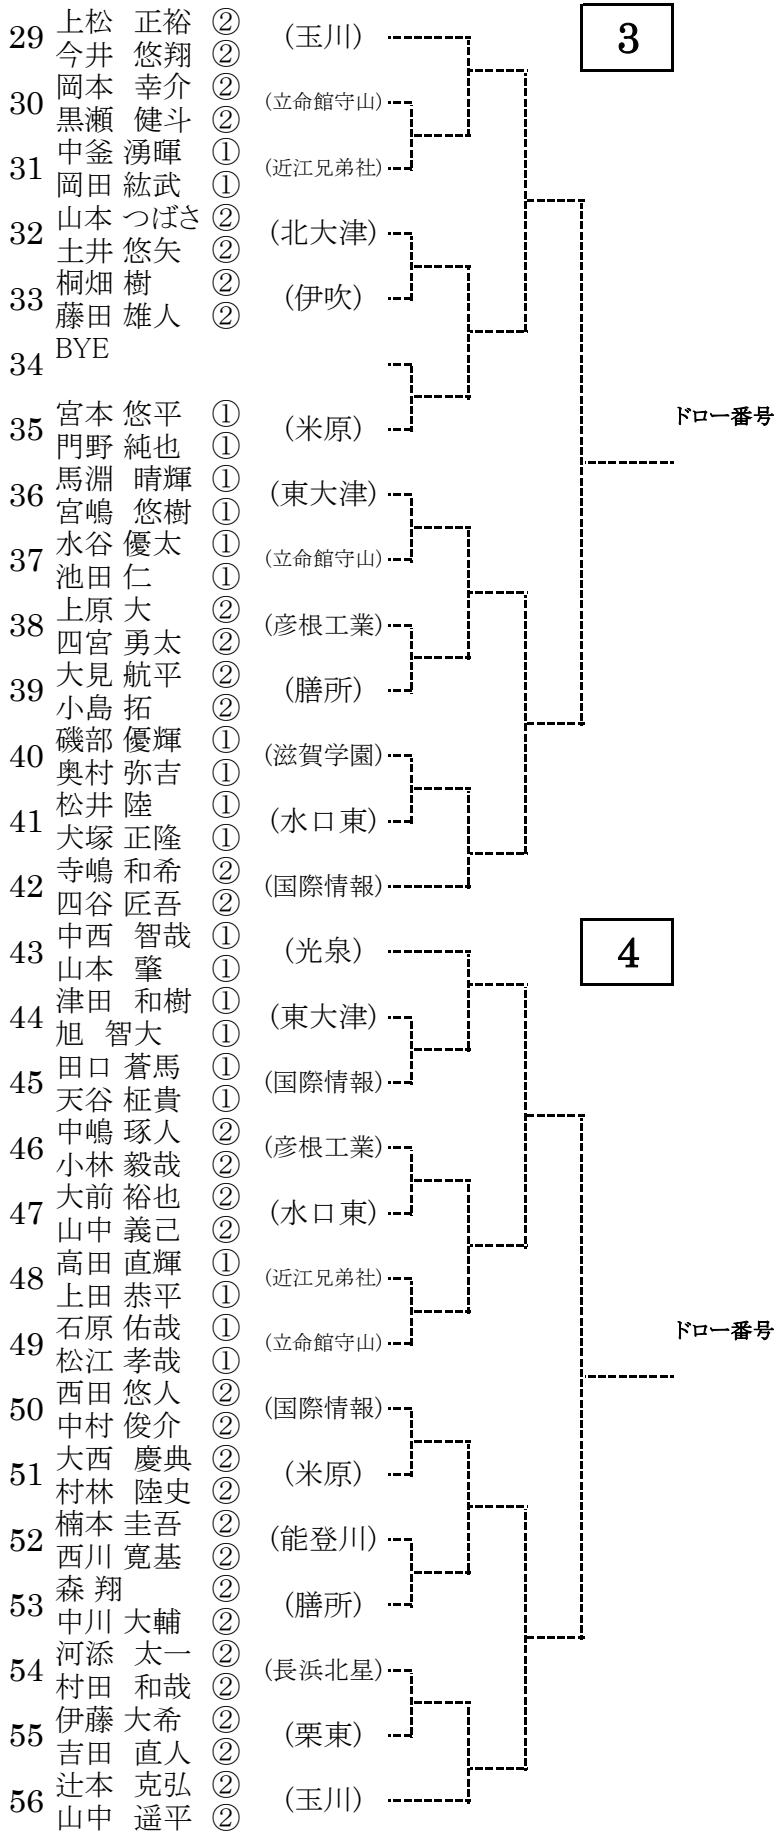 3
29 上松 正裕 ② (玉川)
今井 悠翔 ②
30 岡本 幸介 ② (立命館守山)
黒瀬 健斗 ②
31 中釜 湧暉 ① (近江兄弟社)
岡田 紘武 ①
32 山本 つばさ ② (北大津)
土井 悠矢 ②
33 桐畑 樹 ② (伊吹)
藤田 雄人 ②
34 BYE
ドロー番号
35 宮本 悠平 ① (米原)
門野 純也 ①
36 馬淵 晴輝 ① (東大津)
宮嶋 悠樹 ①
37 水谷 優太 ① (立命館守山)
池田 仁 ①
38 上原 大 ② (彦根工業)
四宮 勇太 ②
39 大見 航平 ② (膳所)
小島 拓 ②
40 磯部 優輝 ① (滋賀学園)
奥村 弥吉 ①
41 松井 陸 ① (水口東)
犬塚 正隆 ①
42 寺嶋 和希 ② (国際情報)
四谷 匠吾 ②
4
43 中西 智哉 ① (光泉)
山本 肇 ①
44 津田 和樹 ① (東大津)
旭 智大 ①
45 田口 蒼馬 ① (国際情報)
天谷 柾貴 ①
46 中嶋 琢人 ② (彦根工業)
小林 毅哉 ②
47 大前 裕也 ② (水口東)
山中 義己 ②
48 高田 直輝 ① (近江兄弟社)
上田 恭平 ①
49 石原 佑哉 ① (立命館守山)
松江 孝哉 ①
ドロー番号
50 西田 悠人 ② (国際情報)
中村 俊介 ②
51 大西 慶典 ② (米原)
村林 陸史 ②
52 楠本 圭吾 ② (能登川)
西川 寛基 ②
53 森 翔 ② (膳所)
中川 大輔 ②
54 河添 太一 ② (長浜北星)
村田 和哉 ②
55 伊藤 大希 ② (栗東)
吉田 直人 ②
56 辻本 克弘 ② (玉川)
山中 遥平 ②